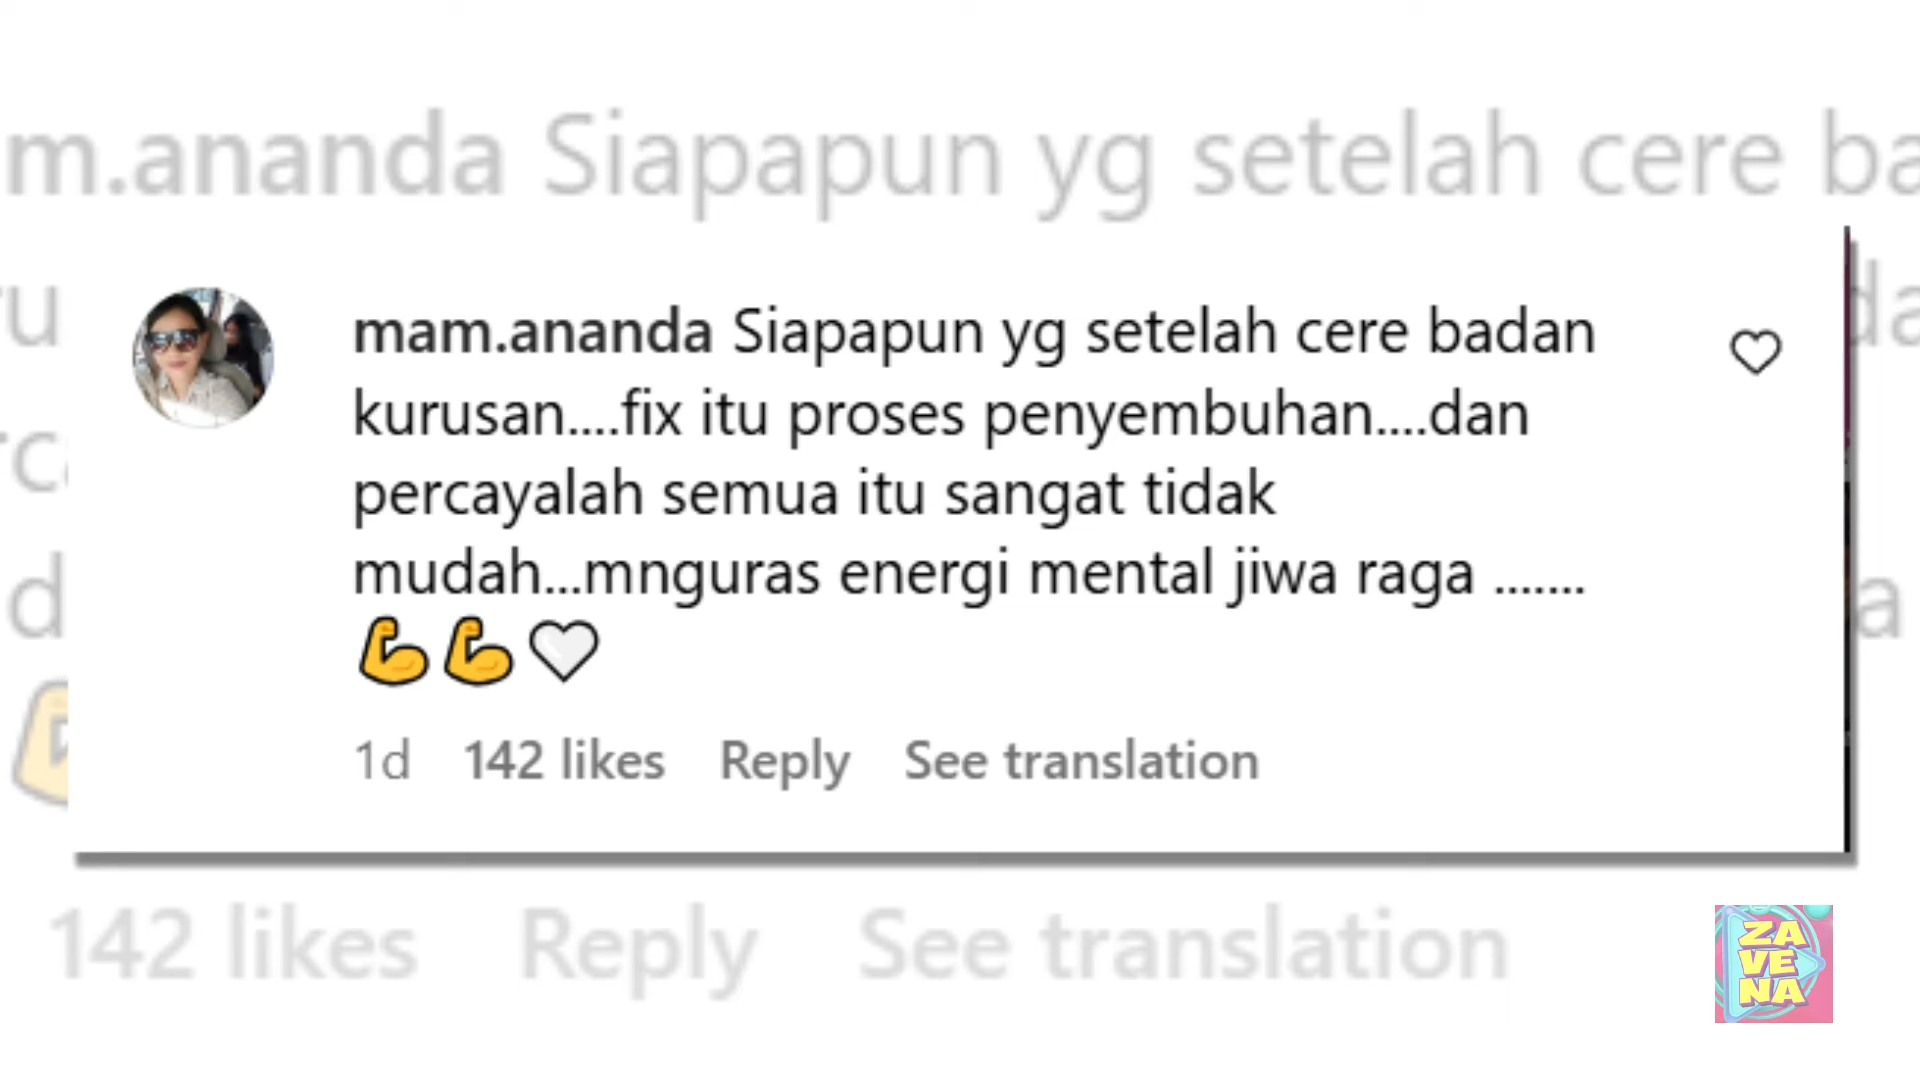 m.ananda Siapapun yg setelah cere ba
mam.ananda Siapapun yg setelah cere badan
kurusan....fix itu proses penyembuhan....dan
percayalah semua itu sangat tidak
mudah...mnguras energi mental jiwa raga .......
💪💪🤍
1d 142 likes Reply See translation
142 likes Reply See translation
ZA
VE
NA